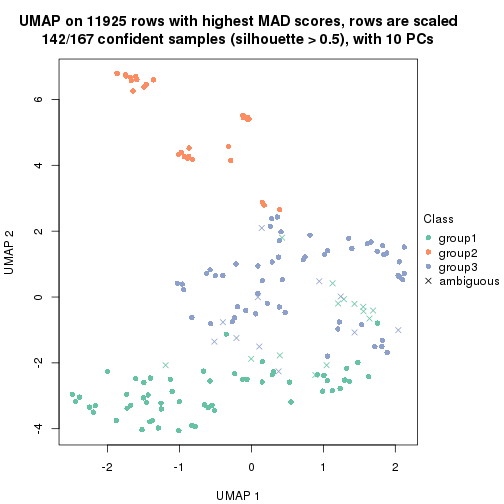 UMAP on 11925 rows with highest MAD scores, rows are scaled
142/167 confident samples (silhouette > 0.5), with 10 PCs
6
4
2
0
-2
-4
UMAP 2
-2
-1
0
1
2
UMAP 1
Class
group1
group2
group3
ambiguous